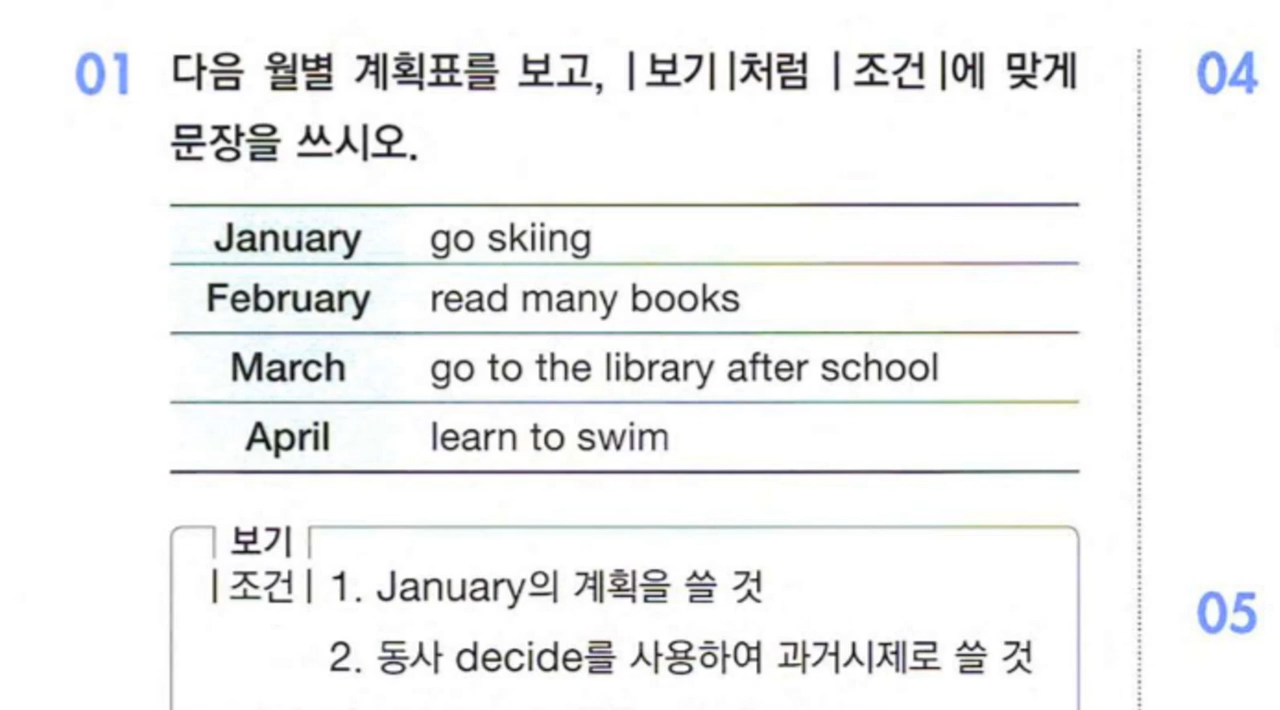 01 다음 월별 계획표를 보고, |보기|처럼 |조건|에 맞게
문장을 쓰시오.
January go skiing
February read many books
March go to the library after school
April learn to swim
보기
|조건| 1. January의 계획을 쓸 것
2. 동사 decide를 사용하여 과거시제로 쓸 것
04
05